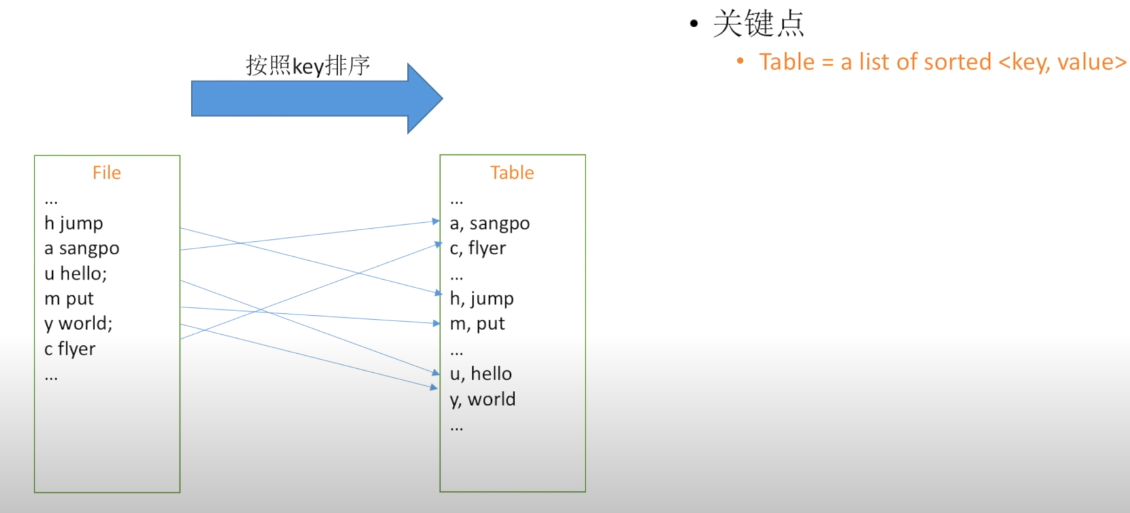 按照key排序
File
...
h jump
a sangpo
u hello;
m put
y world;
c flyer
...
Table
...
a, sangpo
c, flyer
...
h, jump
m, put
...
u, hello
y, world
...
• 关键点
• Table = a list of sorted <key, value>